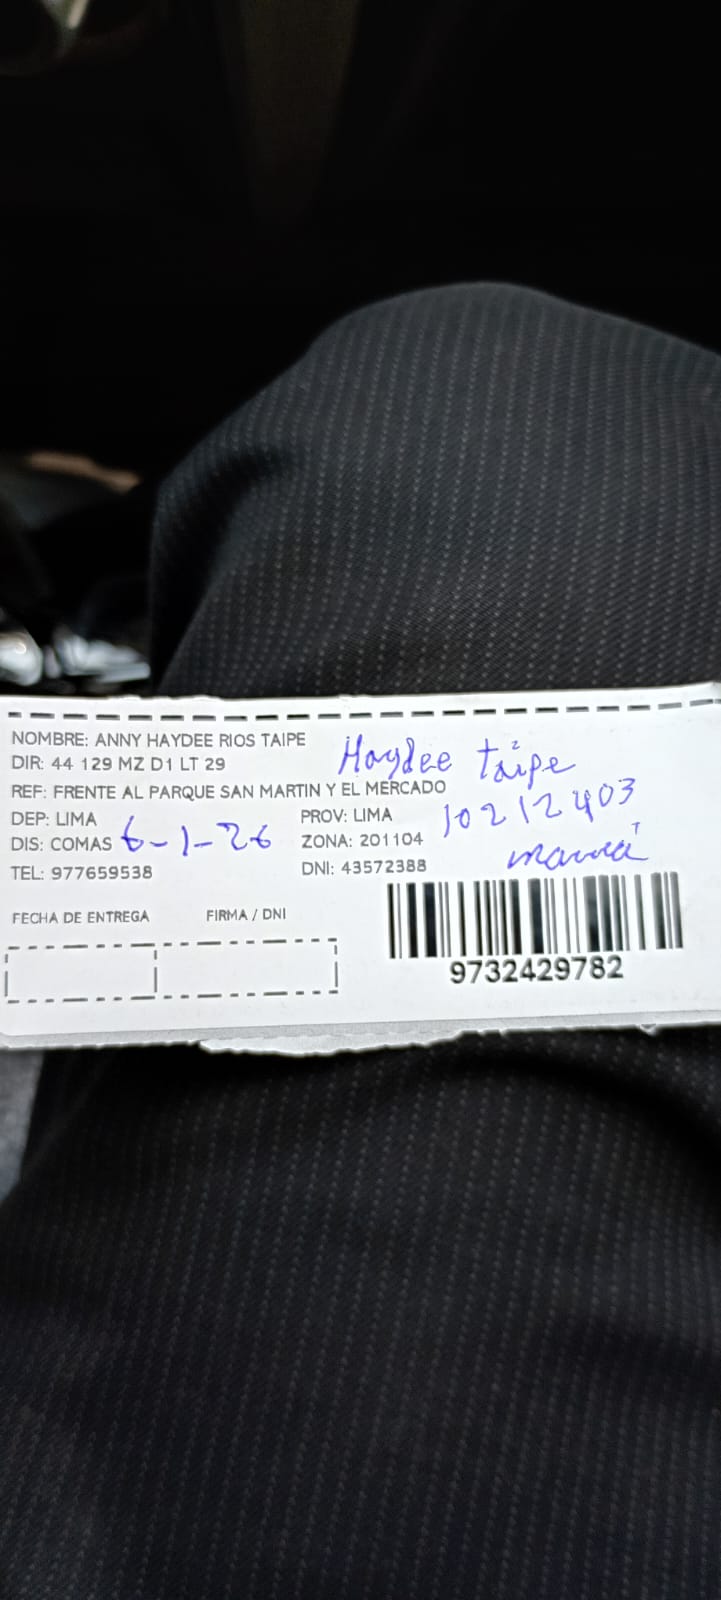 NOMBRE: ANNY HAYDEE RIOS TAIPE
Haydee taipe
DIR: 44 129 MZ D1 LT 29
REF: FRENTE AL PARQUE SAN MARTIN Y EL MERCADO
DEP: LIMA PROV: LIMA
10212403
DIS: COMAS 6-1-26 ZONA: 201104
mamá
TEL: 977659538 DNI: 43572388
FECHA DE ENTREGA FIRMA / DNI
9732429782